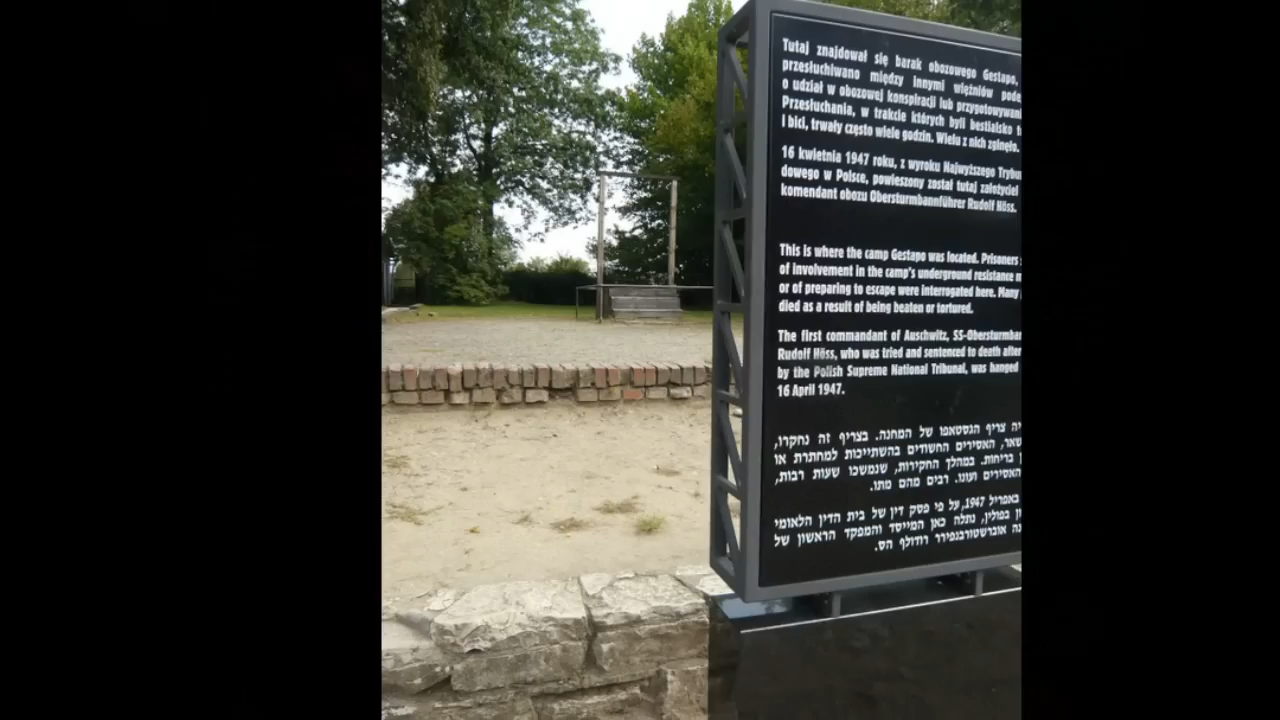 Tutaj znajdował się barak obozowego Gestapo,
przesłuchiwano między innymi więźniów
o udział w obozowej konspiracji lub
Przesłuchania, w trakcie których byli bestialsko
i bici, trwały często wiele godzin. Wielu z nich zginęło.
16 kwietnia 1947 roku, z wyroku Najwyższego
dowego w Polsce, powieszony został tutaj założyciel
komendant obozu Obersturmbannführer Rudolf Höss.
This is where the camp Gestapo was located. Prisoners
of involvement in the camp's underground resistance
or of preparing to escape were interrogated here. Many
died as a result of being beaten or tortured.
The first commandant of Auschwitz,
Rudolf Höss, who was tried and sentenced to death after
by the Polish Supreme National Tribunal, was hanged
16 April 1947.
צריף הגסטאפו של המחנה. בצריף זה נחקרו,
האסירים החשודים בהשתייכות למחתרת או
בריחות. במהלך החקירות, שנמשכו שעות רבות,
האסירים ועונו. רבים מהם מתו.
באפריל 1947, על פי פסק דין של בית הדין הלאומי
בפולין, נתלה כאן המייסד והמפקד הראשון של
אוברשטורבנפירר רודולף הס.